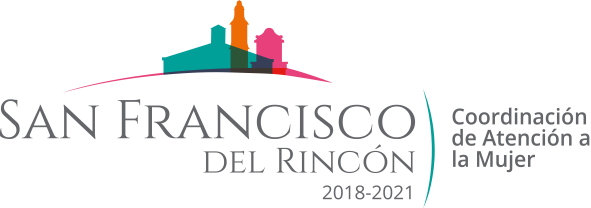 SAN FRANCISCO
DEL RINCÓN
2018-2021
Coordinación
de Atención a
la Mujer